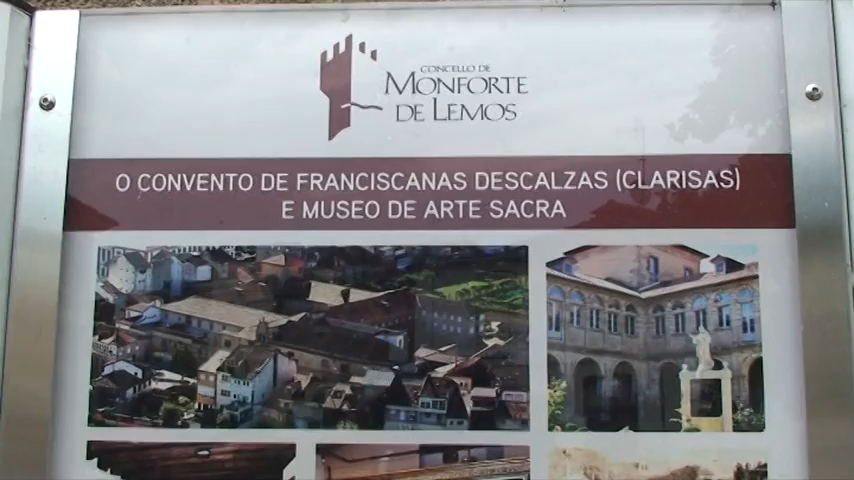 CONCELLO DE
MONFORTE
DE LEMOS
O CONVENTO DE FRANCISCANAS DESCALZAS (CLARISAS)
E MUSEO DE ARTE SACRA